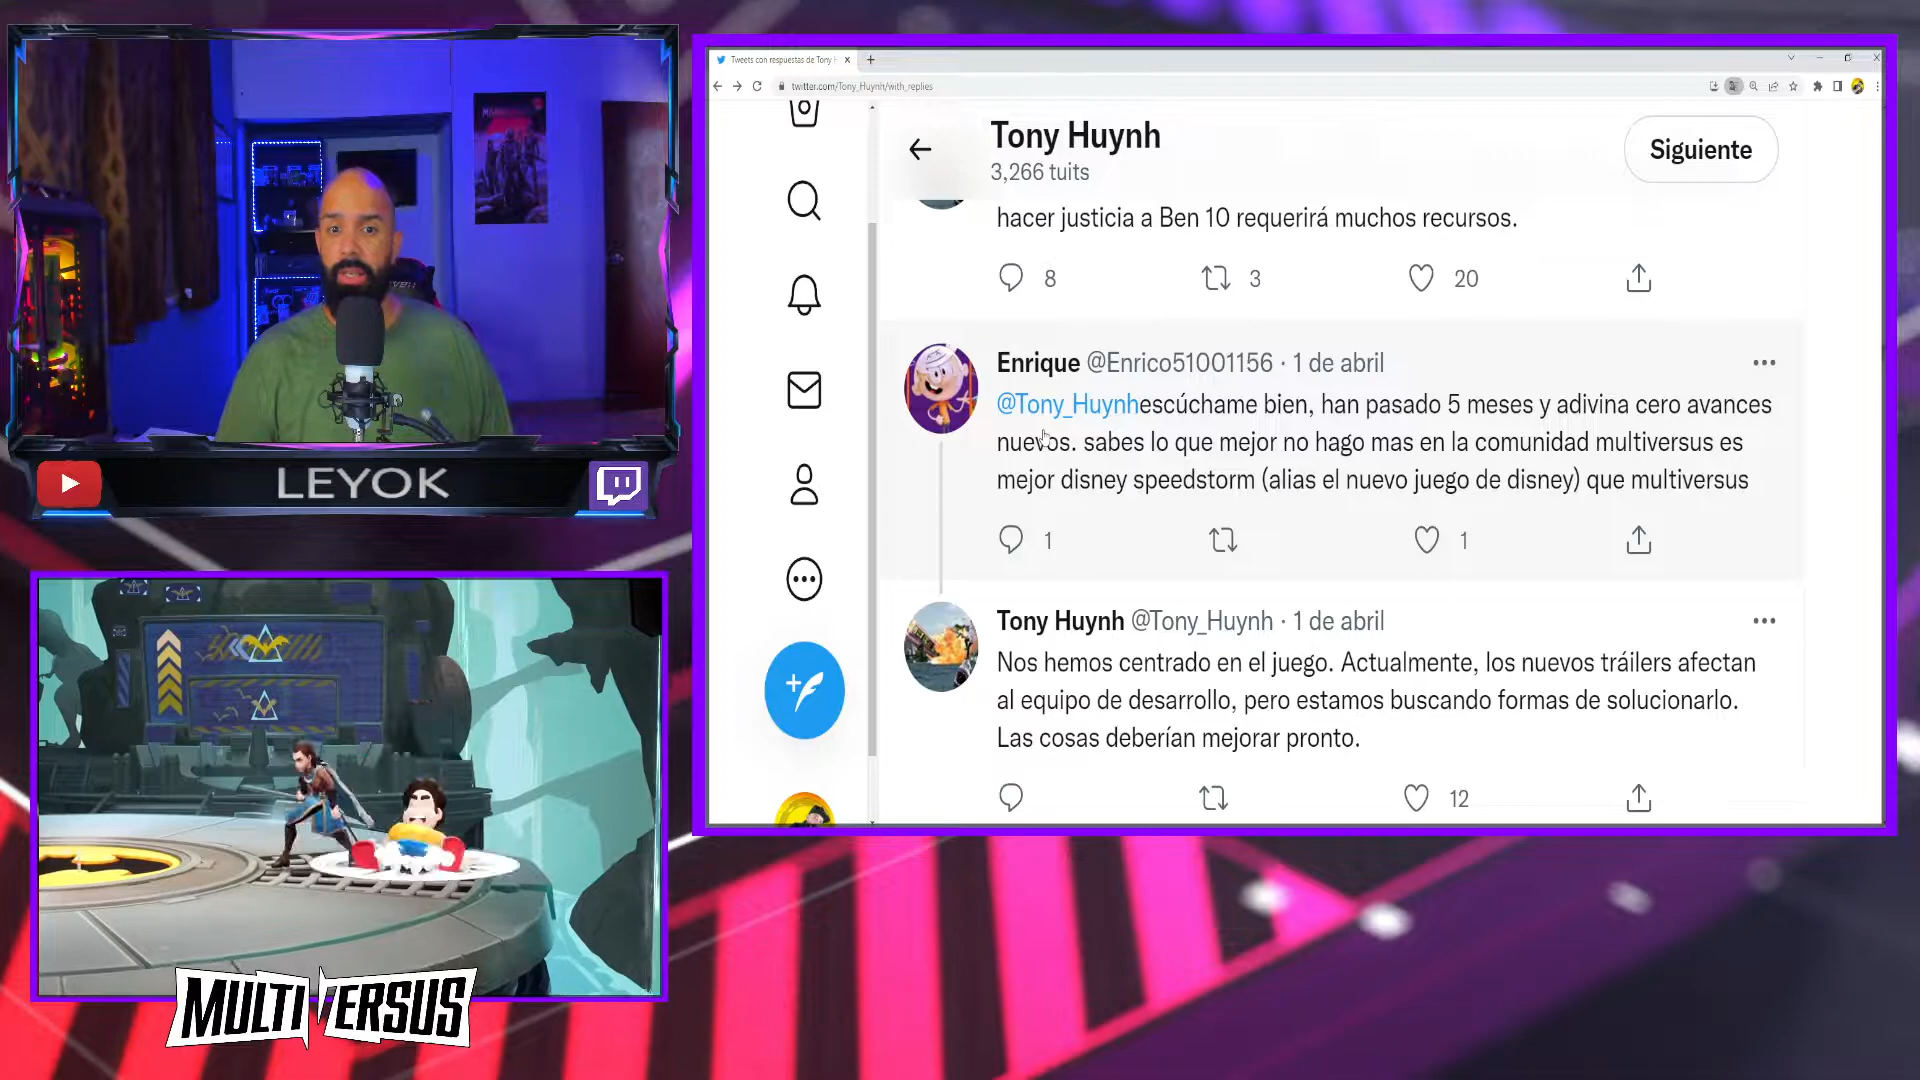 Tweets con respuestas de Tony H
twitter.com/Tony_Huynh/with_replies
Tony Huynh
3,266 tuits
Siguiente
hacer justicia a Ben 10 requerirá muchos recursos.
8 3 20
Enrique @Enrico51001156 · 1 de abril
@Tony_Huynhescúchame bien, han pasado 5 meses y adivina cero avances
nuevos. sabes lo que mejor no hago mas en la comunidad multiversus es
mejor disney speedstorm (alias el nuevo juego de disney) que multiversus
1 1
Tony Huynh @Tony_Huynh · 1 de abril
Nos hemos centrado en el juego. Actualmente, los nuevos tráilers afectan
al equipo de desarrollo, pero estamos buscando formas de solucionarlo.
Las cosas deberían mejorar pronto.
12
LEYOK
MULTIVERSUS